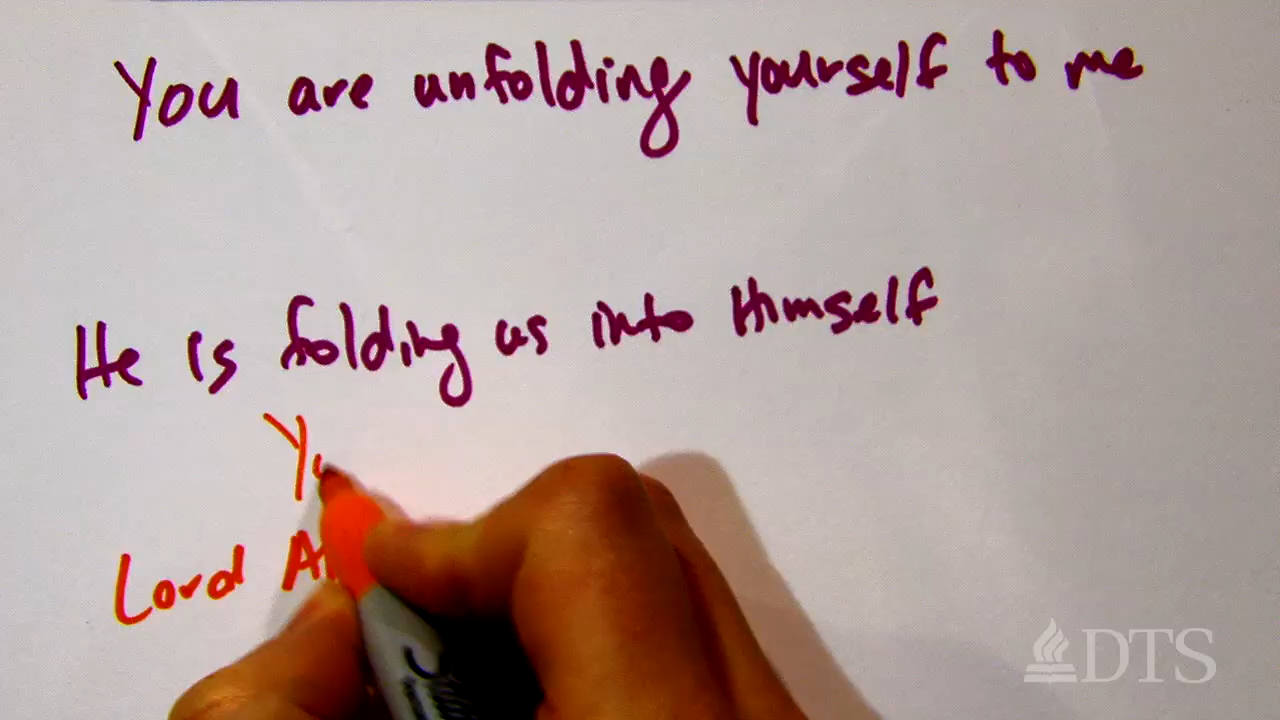 You are unfolding yourself to me
He is folding us into Himself
Lord
DTS